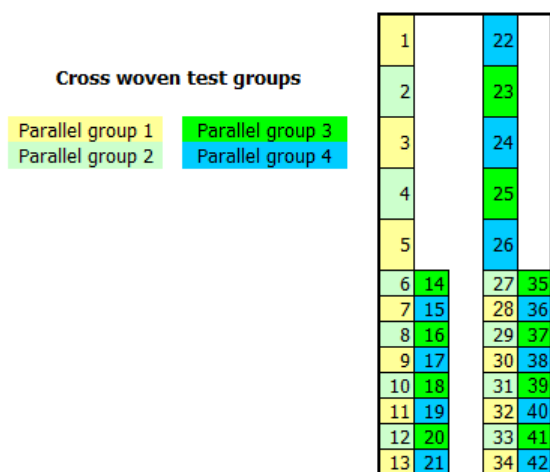 Cross woven test groups
Parallel group 1 Parallel group 3
Parallel group 2 Parallel group 4
1 22
2 23
3 24
4 25
5 26
6 14 27 35
7 15 28 36
8 16 29 37
9 17 30 38
10 18 31 39
11 19 32 40
12 20 33 41
13 21 34 42